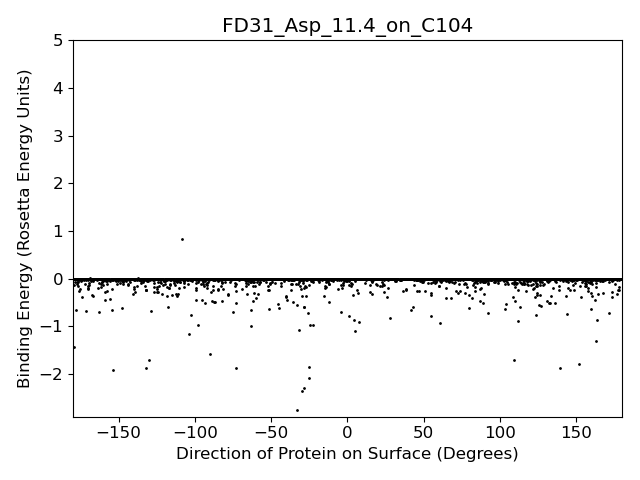 FD31_Asp_11.4_on_C104
5
4
3
2
1
0
−1
−2
Binding Energy (Rosetta Energy Units)
−150 −100 −50 0 50 100 150
Direction of Protein on Surface (Degrees)